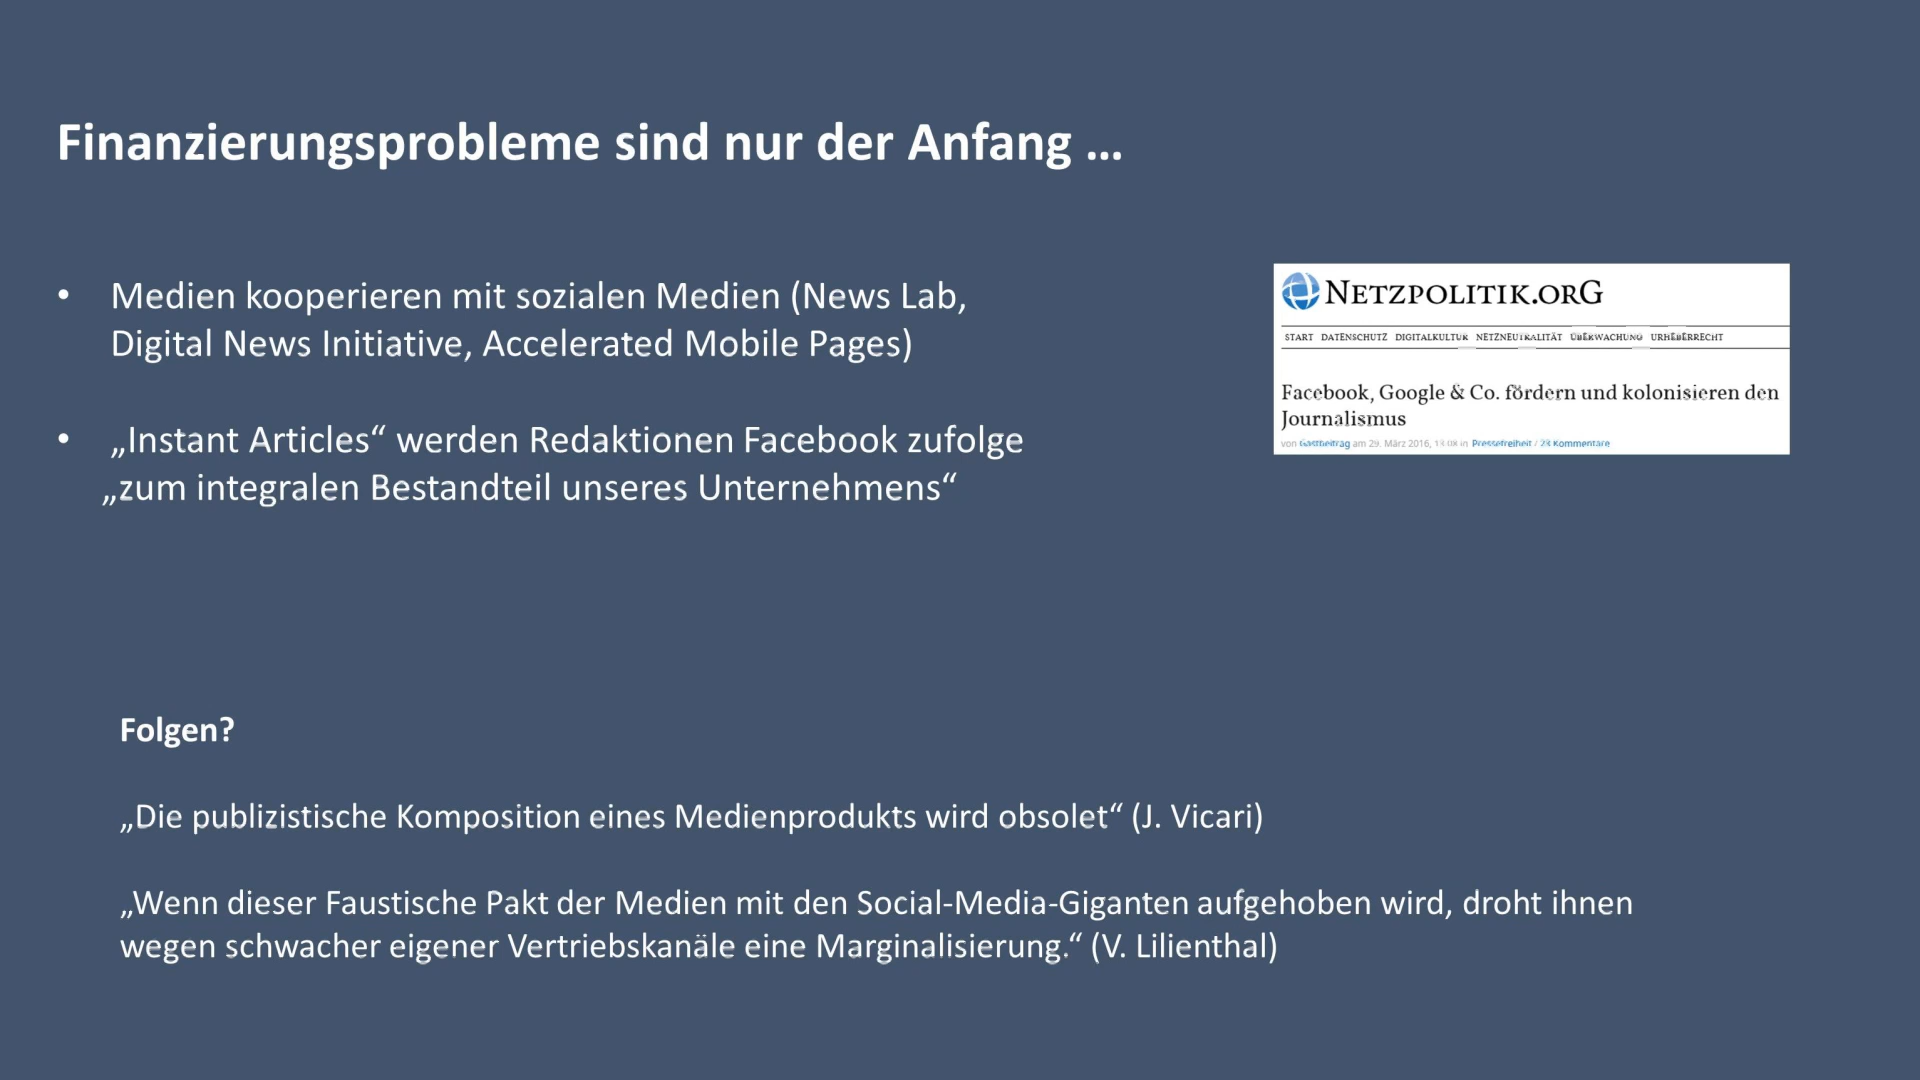 Finanzierungsprobleme sind nur der Anfang ...
• Medien kooperieren mit sozialen Medien (News Lab,
Digital News Initiative, Accelerated Mobile Pages)
• „Instant Articles“ werden Redaktionen Facebook zufolge
„zum integralen Bestandteil unseres Unternehmens“
NETZPOLITIK.ORG
START DATENSCHUTZ DIGITALKULTUR NETZNEUTRALITÄT ÜBERWACHUNG URHEBERRECHT
Facebook, Google & Co. fördern und kolonisieren den
Journalismus
von Gastbeitrag am 29. März 2016, 13:08 in Pressefreiheit / 23 Kommentare
Folgen?
„Die publizistische Komposition eines Medienprodukts wird obsolet“ (J. Vicari)
„Wenn dieser Faustische Pakt der Medien mit den Social-Media-Giganten aufgehoben wird, droht ihnen
wegen schwacher eigener Vertriebskanäle eine Marginalisierung.“ (V. Lilienthal)